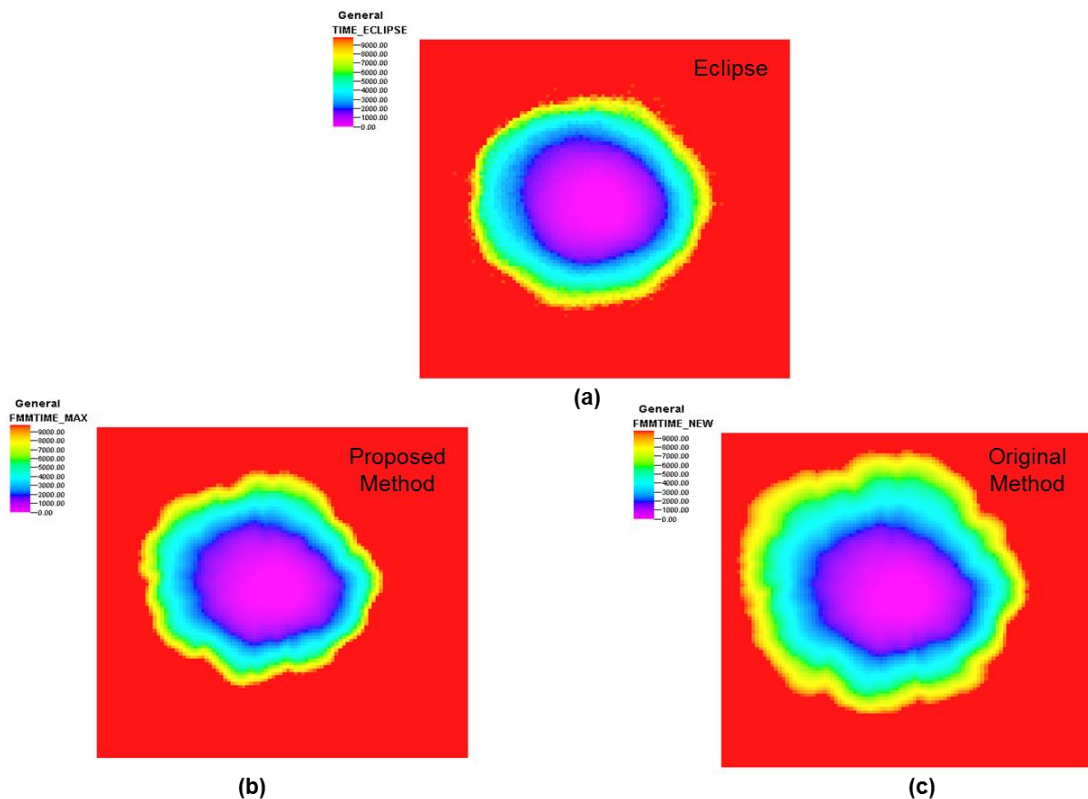 General
TIME_ECLIPSE
9000.00
8000.00
7000.00
6000.00
5000.00
4000.00
3000.00
2000.00
1000.00
0.00
Eclipse
(a)
General
FMMTIME_MAX
9000.00
8000.00
7000.00
6000.00
5000.00
4000.00
3000.00
2000.00
1000.00
0.00
Proposed
Method
(b)
General
FMMTIME_NEW
9000.00
8000.00
7000.00
6000.00
5000.00
4000.00
3000.00
2000.00
1000.00
0.00
Original
Method
(c)